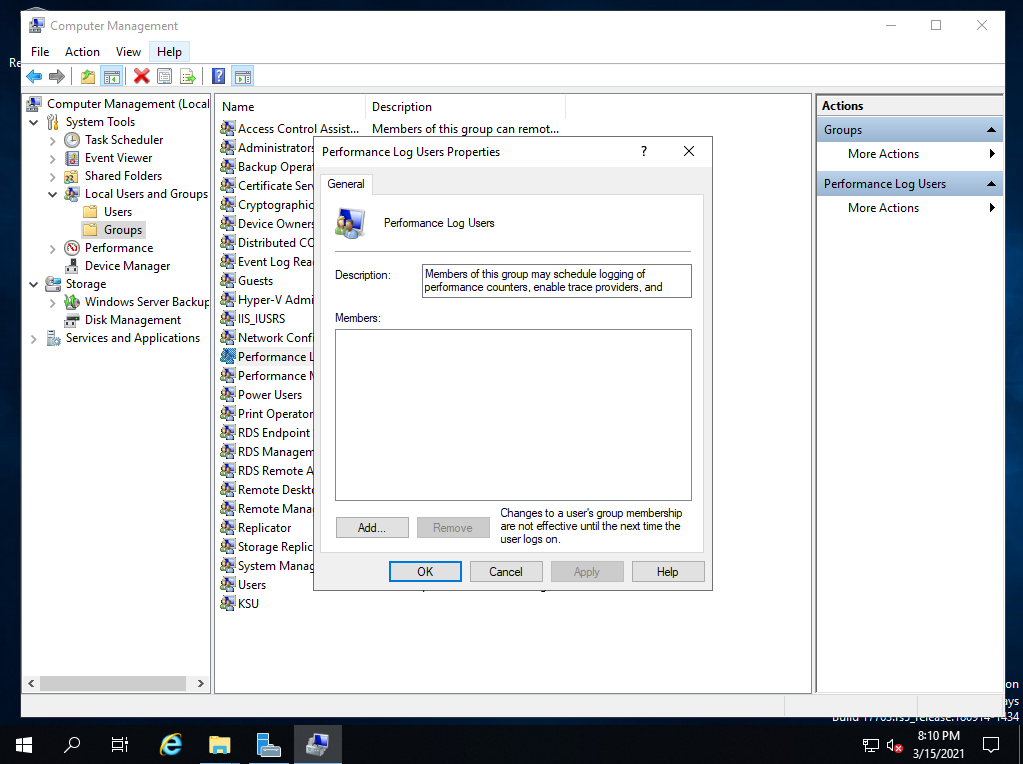 Computer Management
File Action View Help
Computer Management (Local
System Tools
Task Scheduler
Event Viewer
Shared Folders
Local Users and Groups
Users
Groups
Performance
Device Manager
Storage
Windows Server Backup
Disk Management
Services and Applications
Name Description
Access Control Assist... Members of this group can remot...
Administrators
Backup Opera
Certificate Serv
Cryptographic
Device Owners
Distributed CO
Event Log Rea
Guests
Hyper-V Admi
IIS_IUSRS
Network Confi
Performance L
Performance M
Power Users
Print Operator
RDS Endpoint
RDS Managem
RDS Remote A
Remote Deskto
Remote Mana
Replicator
Storage Replic
System Manag
Users
KSU
Performance Log Users Properties
?
General
Performance Log Users
Description:
Members of this group may schedule logging of
performance counters, enable trace providers, and
Members:
Add... Remove
Changes to a user's group membership
are not effective until the next time the
user logs on.
OK Cancel Apply Help
Actions
Groups
More Actions
Performance Log Users
More Actions
Re
on
ays
8:10 PM
3/15/2021